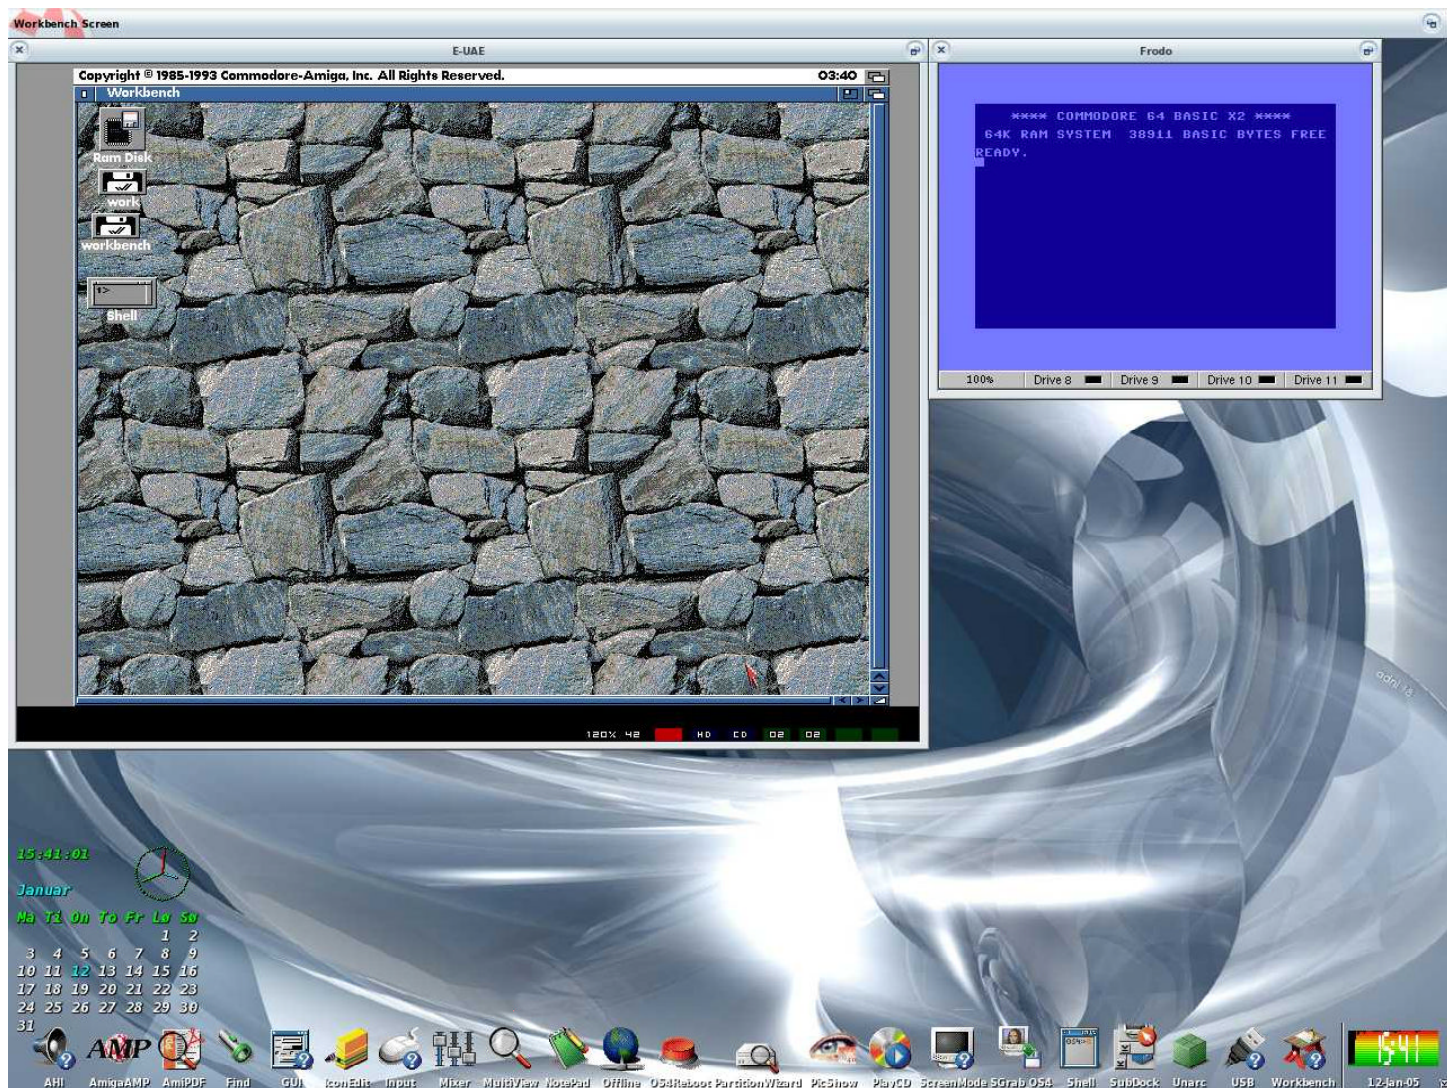 Workbench Screen
E-UAE
Copyright © 1985-1993 Commodore-Amiga, Inc. All Rights Reserved. 03:40
Workbench
Ram Disk
work
workbench
1>
Shell
120% 42 HD CD 02 02
Frodo
**** COMMODORE 64 BASIC X2 ****
64K RAM SYSTEM 38911 BASIC BYTES FREE
READY.
100% Drive 8 Drive 9 Drive 10 Drive 11
15:41:01
Januar
Ma Ti On To Fr Lø Sø
1 2
3 4 5 6 7 8 9
10 11 12 13 14 15 16
17 18 19 20 21 22 23
24 25 26 27 28 29 30
31
AMP
15:41
AHI AmigaAMP AmiPDF Find GUI IconEdit Input Mixer MultiView NotePad Offline OS4Reboot PartitionWizard PicShow PlayCD ScreenMode SGrab OS4 Shell SubDock Unarc USB Workbench 12-Jan-05